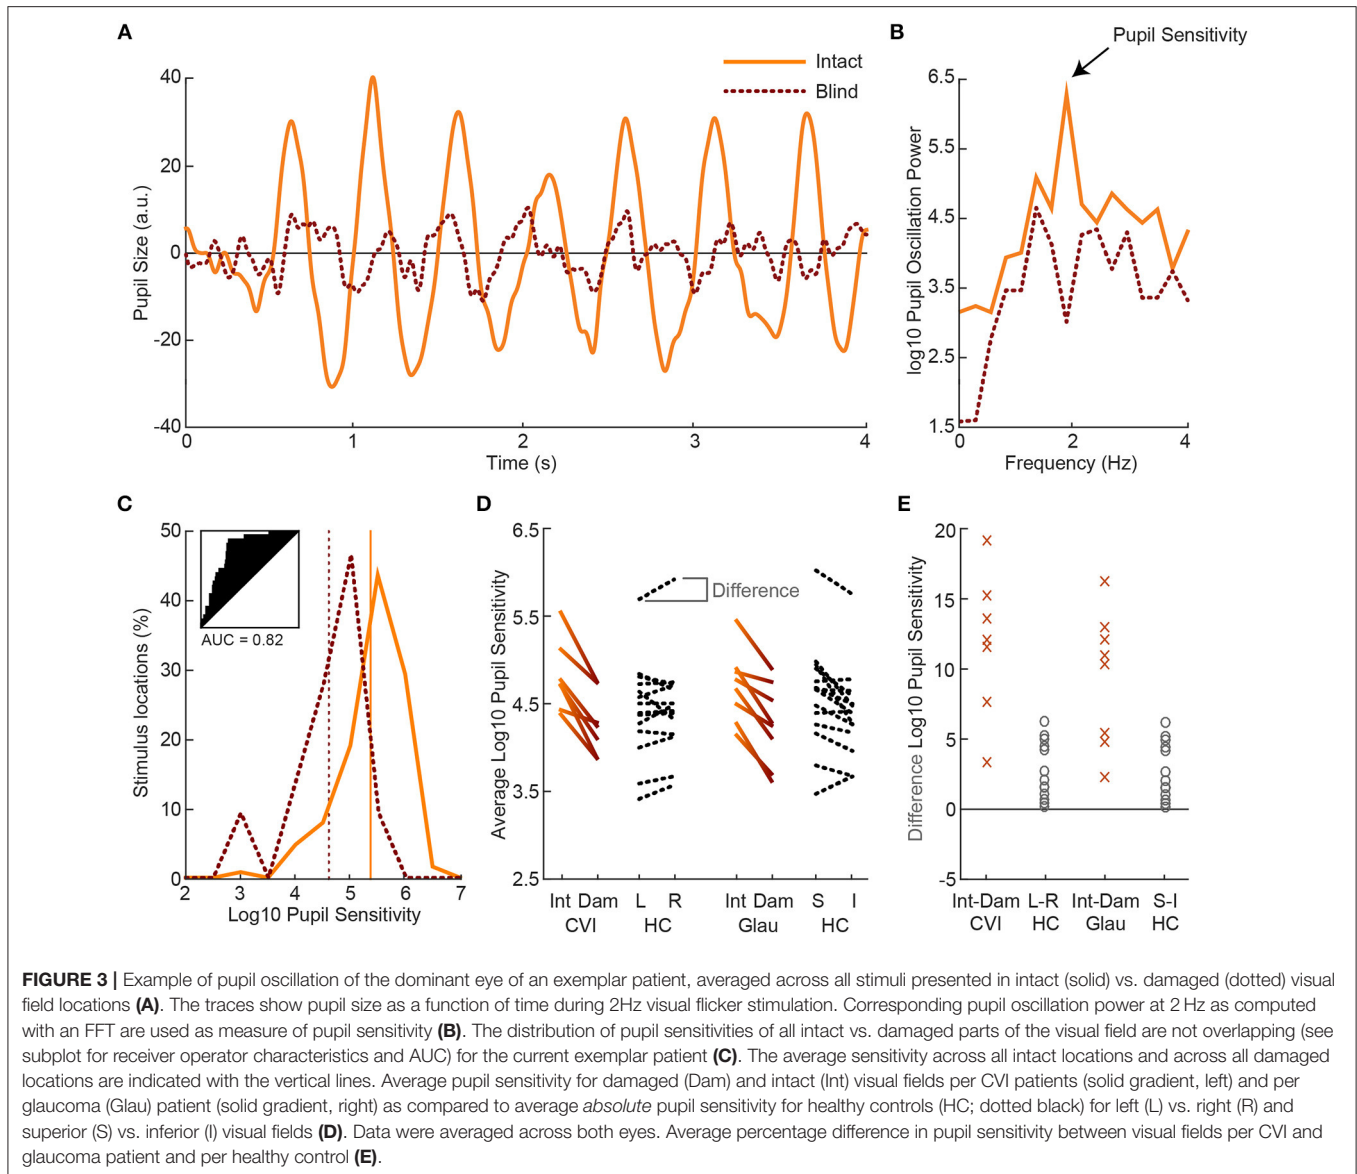 A
Intact
Blind
40
20
0
-20
-40
Pupil Size (a.u.)
0
1
2
3
4
Time (s)
B
Pupil Sensitivity
6.5
5.5
4.5
3.5
2.5
1.5
log10 Pupil Oscillation Power
0
2
4
Frequency (Hz)
C
50
40
30
20
10
0
Stimulus locations (%)
AUC = 0.82
2
3
4
5
6
7
Log10 Pupil Sensitivity
D
6.5
5.5
4.5
3.5
2.5
Average Log10 Pupil Sensitivity
Difference
Int Dam L R Int Dam S I
CVI HC Glau HC
E
20
15
10
5
0
-5
Difference Log10 Pupil Sensitivity
Int-Dam L-R Int-Dam S-I
CVI HC Glau HC
FIGURE 3 | Example of pupil oscillation of the dominant eye of an exemplar patient, averaged across all stimuli presented in intact (solid) vs. damaged (dotted) visual
field locations (A). The traces show pupil size as a function of time during 2Hz visual flicker stimulation. Corresponding pupil oscillation power at 2 Hz as computed
with an FFT are used as measure of pupil sensitivity (B). The distribution of pupil sensitivities of all intact vs. damaged parts of the visual field are not overlapping (see
subplot for receiver operator characteristics and AUC) for the current exemplar patient (C). The average sensitivity across all intact locations and across all damaged
locations are indicated with the vertical lines. Average pupil sensitivity for damaged (Dam) and intact (Int) visual fields per CVI patients (solid gradient, left) and per
glaucoma (Glau) patient (solid gradient, right) as compared to average absolute pupil sensitivity for healthy controls (HC; dotted black) for left (L) vs. right (R) and
superior (S) vs. inferior (I) visual fields (D). Data were averaged across both eyes. Average percentage difference in pupil sensitivity between visual fields per CVI and
glaucoma patient and per healthy control (E).